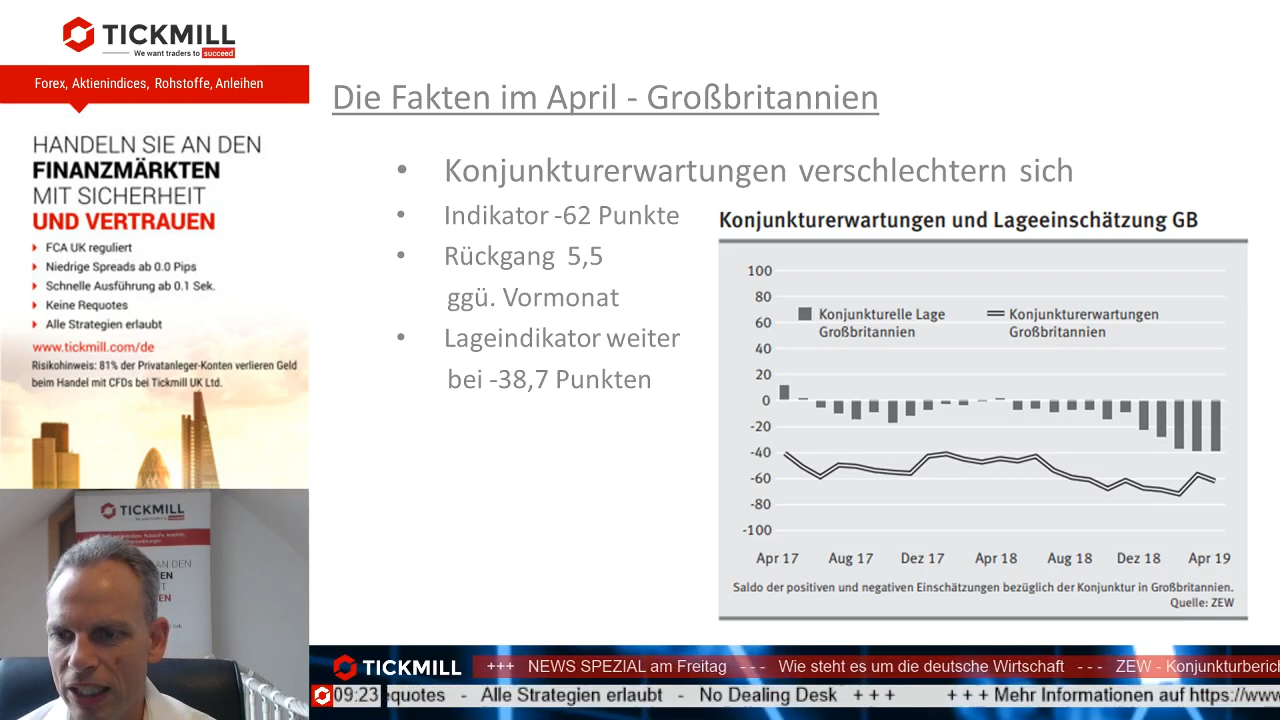 TICKMILL
We want traders to succeed
Forex, Aktienindices, Rohstoffe, Anleihen
HANDELN SIE AN DEN
FINANZMÄRKTEN
MIT SICHERHEIT
UND VERTRAUEN
FCA UK reguliert
Niedrige Spreads ab 0.0 Pips
Schnelle Ausführung ab 0.1 Sek.
Keine Requotes
Alle Strategien erlaubt
www.tickmill.com/de
Risikohinweis: 81% der Privatanleger-Konten verlieren Geld
beim Handel mit CFDs bei Tickmill UK Ltd.
TICKMILL
Die Fakten im April - Großbritannien
• Konjunkturerwartungen verschlechtern sich
• Indikator -62 Punkte
• Rückgang 5,5
ggü. Vormonat
• Lageindikator weiter
bei -38,7 Punkten
Konjunkturerwartungen und Lageeinschätzung GB
100
80
60
40
20
0
-20
-40
-60
-80
-100
Konjunkturelle Lage
Großbritannien
Konjunkturerwartungen
Großbritannien
Apr 17 Aug 17 Dez 17 Apr 18 Aug 18 Dez 18 Apr 19
Saldo der positiven und negativen Einschätzungen bezüglich der Konjunktur in Großbritannien.
Quelle: ZEW
TICKMILL +++ NEWS SPEZIAL am Freitag - - - Wie steht es um die deutsche Wirtschaft - - - ZEW - Konjunkturberich
09:23 equotes - Alle Strategien erlaubt - No Dealing Desk + + + + + + Mehr Informationen auf https://www